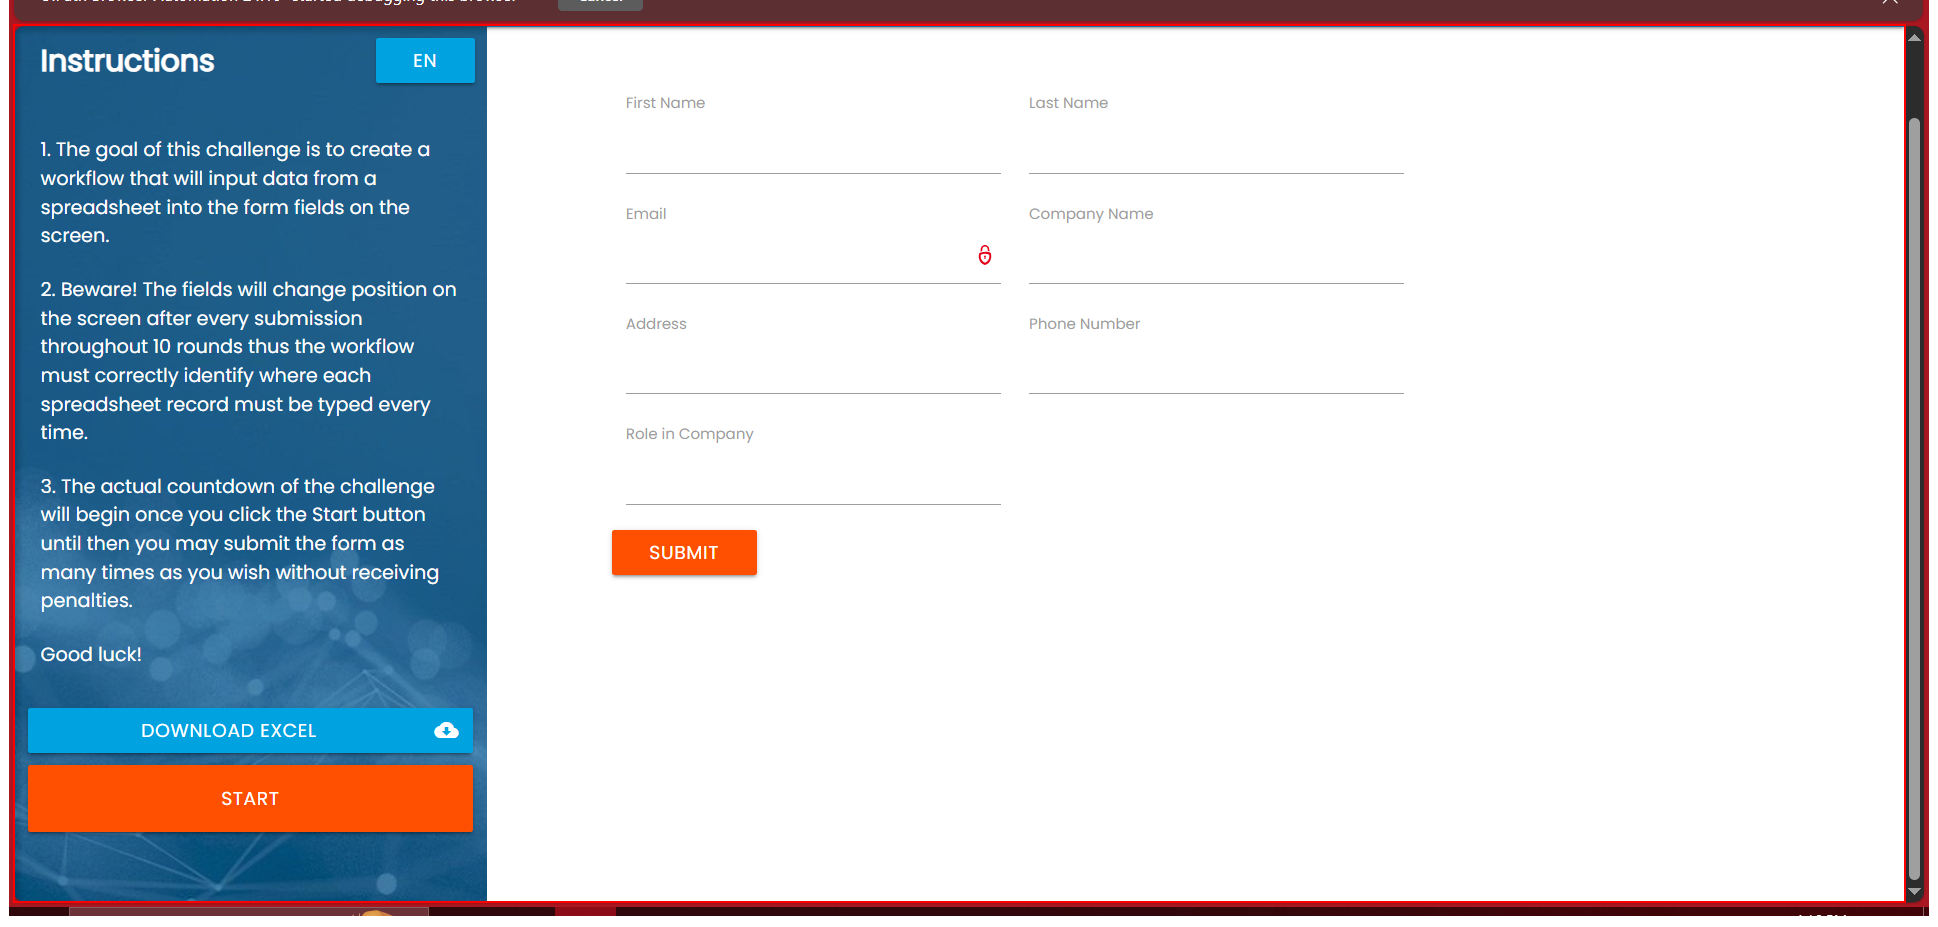 Instructions
EN
1. The goal of this challenge is to create a
workflow that will input data from a
spreadsheet into the form fields on the
screen.
2. Beware! The fields will change position on
the screen after every submission
throughout 10 rounds thus the workflow
must correctly identify where each
spreadsheet record must be typed every
time.
3. The actual countdown of the challenge
will begin once you click the Start button
until then you may submit the form as
many times as you wish without receiving
penalties.
Good luck!
DOWNLOAD EXCEL
START
First Name
Last Name
Email
Company Name
Address
Phone Number
Role in Company
SUBMIT